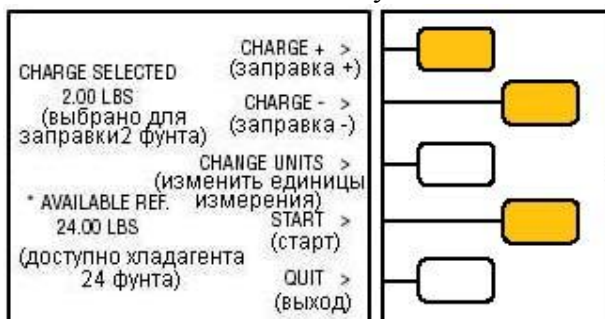 CHARGE + >
(заправка +)
CHARGE SELECTED
2.00 LBS
(выбрано для
заправки2 фунта)
CHARGE - >
(заправка -)
CHANGE UNITS >
(изменить единицы
измерения)
* AVAILABLE REF.
24.00 LBS
(доступно хладагента
24 фунта)
START >
(старт)
QUIT >
(выход)